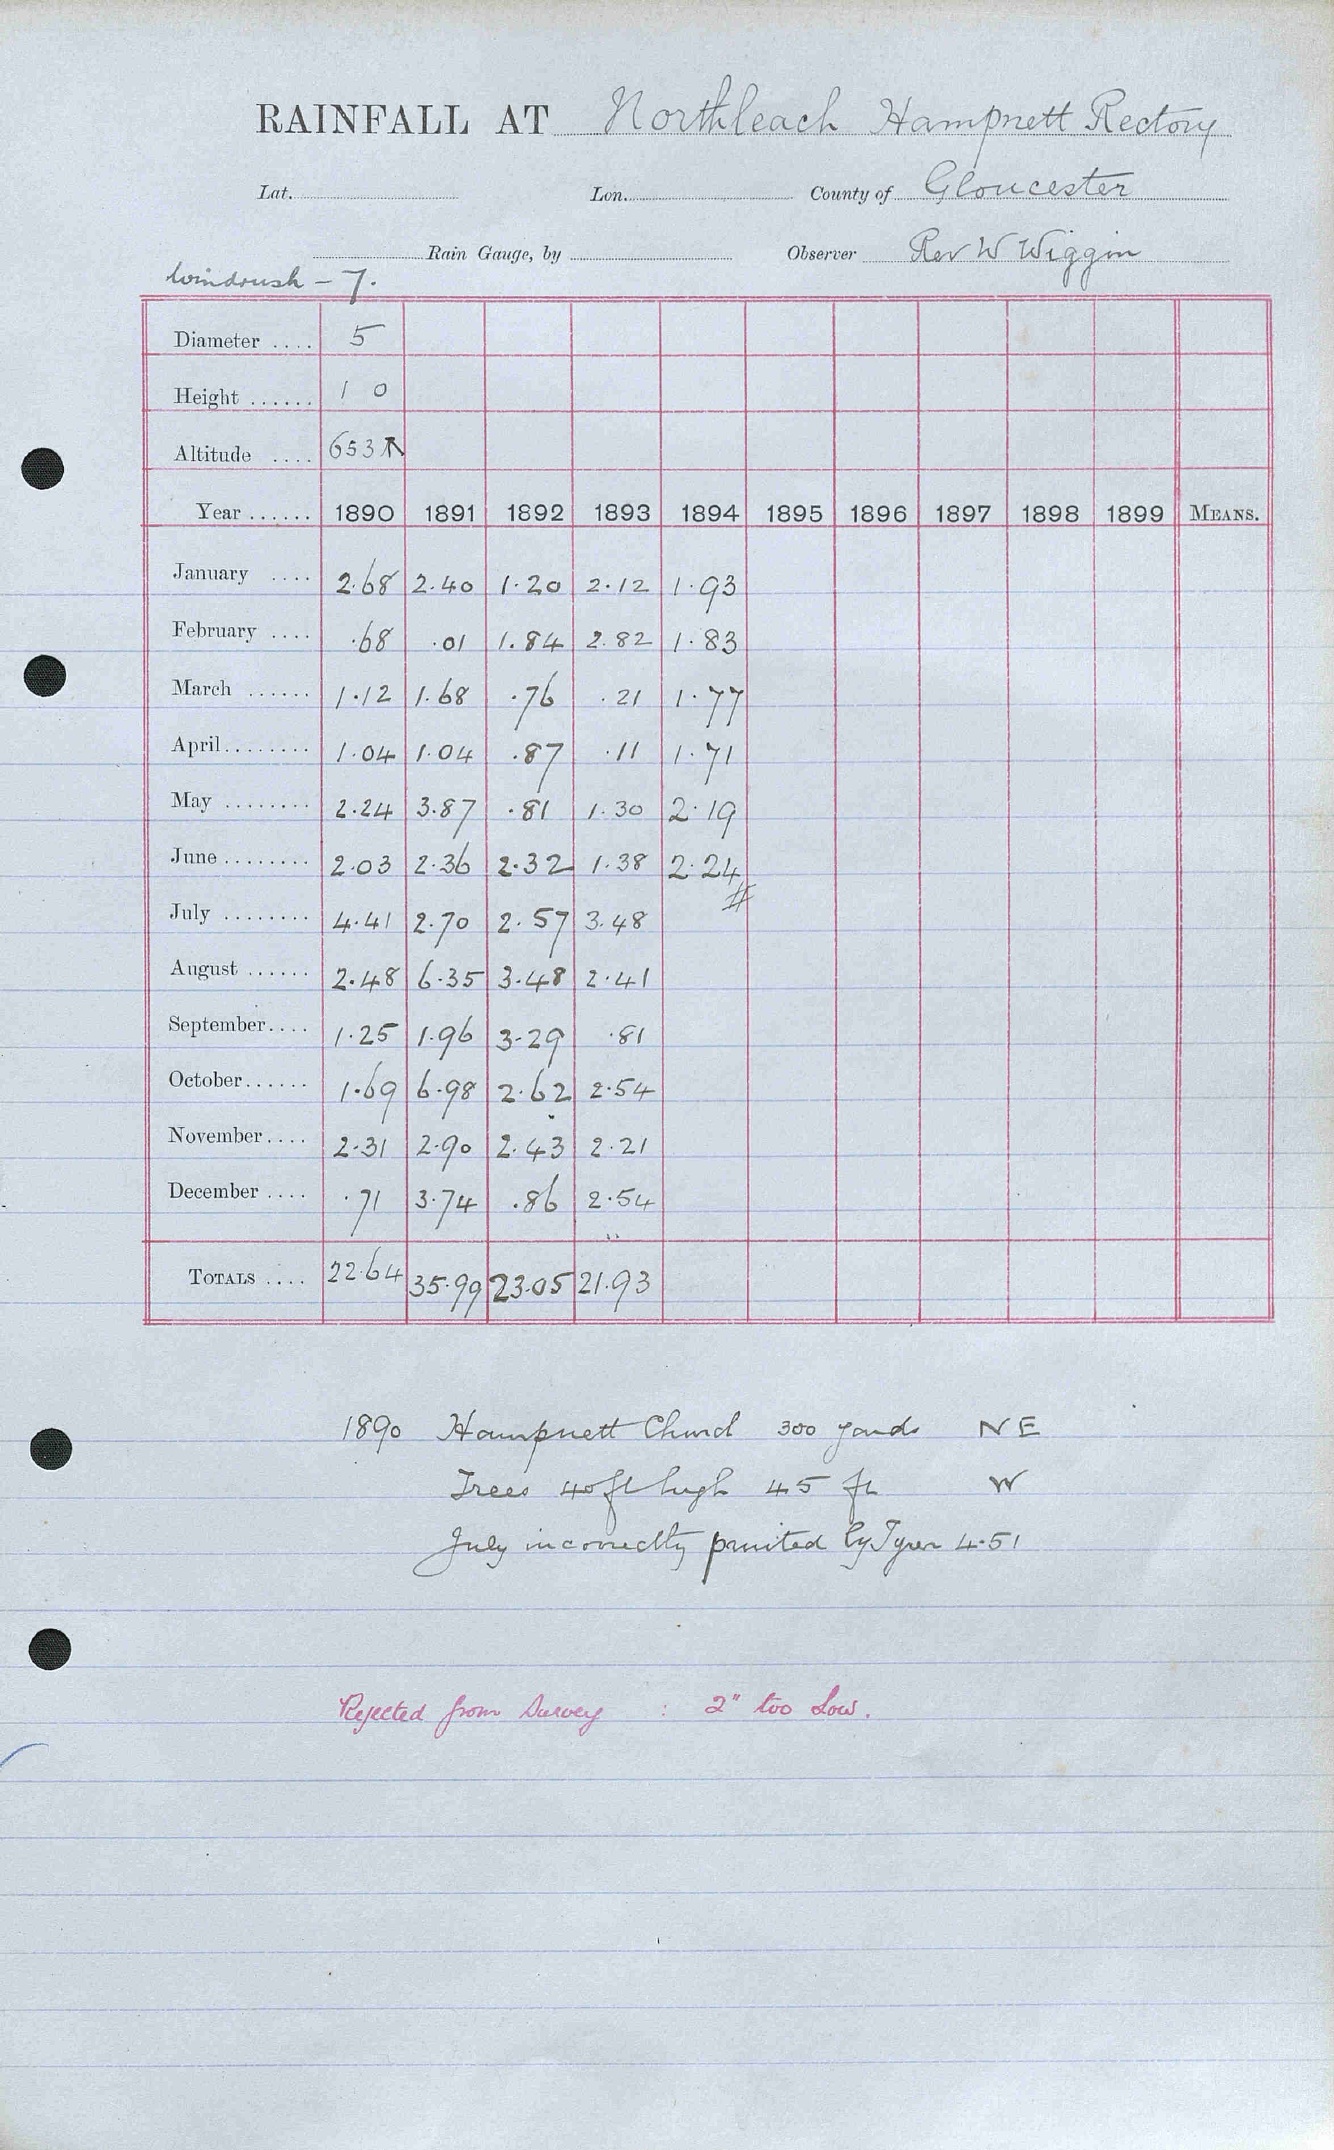 RAINFALL AT Northleach Hampnett Rectory
Lat. Lon. County of Gloucester
Rain Gauge, by Observer Rev W Wiggin
Windrush - 7.
Diameter .... 5
Height ...... 1 0
Altitude .... 653
Year ...... 1890 1891 1892 1893 1894 1895 1896 1897 1898 1899 MEANS.
January .... 2.68 2.40 1.20 2.12 1.93
February .... .68 .01 1.84 2.82 1.83
March ...... 1.12 1.68 .76 .21 1.77
April........ 1.04 1.04 .87 .11 1.71
May ........ 2.24 3.87 .81 1.30 2.19
June ........ 2.03 2.36 2.32 1.38 2.24
July ........ 4.41 2.70 2.57 3.48
August ...... 2.48 6.35 3.48 2.41
September.... 1.25 1.96 3.29 .81
October...... 1.69 6.98 2.62 2.54
November.... 2.31 2.90 2.43 2.21
December .... .71 3.74 .86 2.54
TOTALS .... 22.64 35.99 23.05 21.93
1890 Hampnett Church 300 yards NE
Trees 40ft high 45 ft W
July incorrectly printed by Tyrer 4.51
Rejected from Survey : 2" too low.